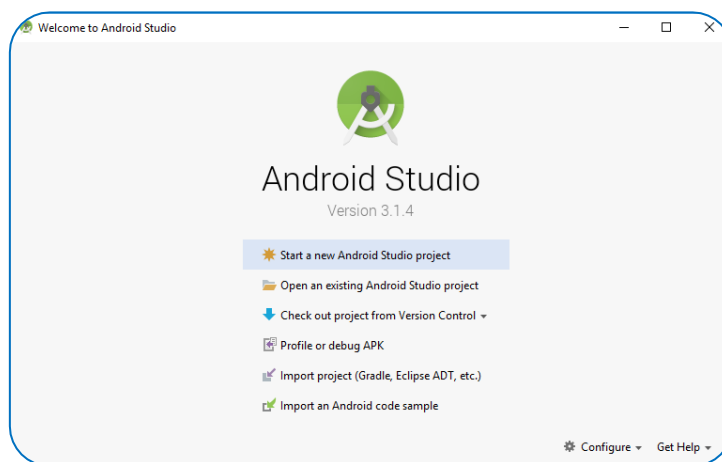 Welcome to Android Studio
Android Studio
Version 3.1.4
Start a new Android Studio project
Open an existing Android Studio project
Check out project from Version Control
Profile or debug APK
Import project (Gradle, Eclipse ADT, etc.)
Import an Android code sample
Configure Get Help